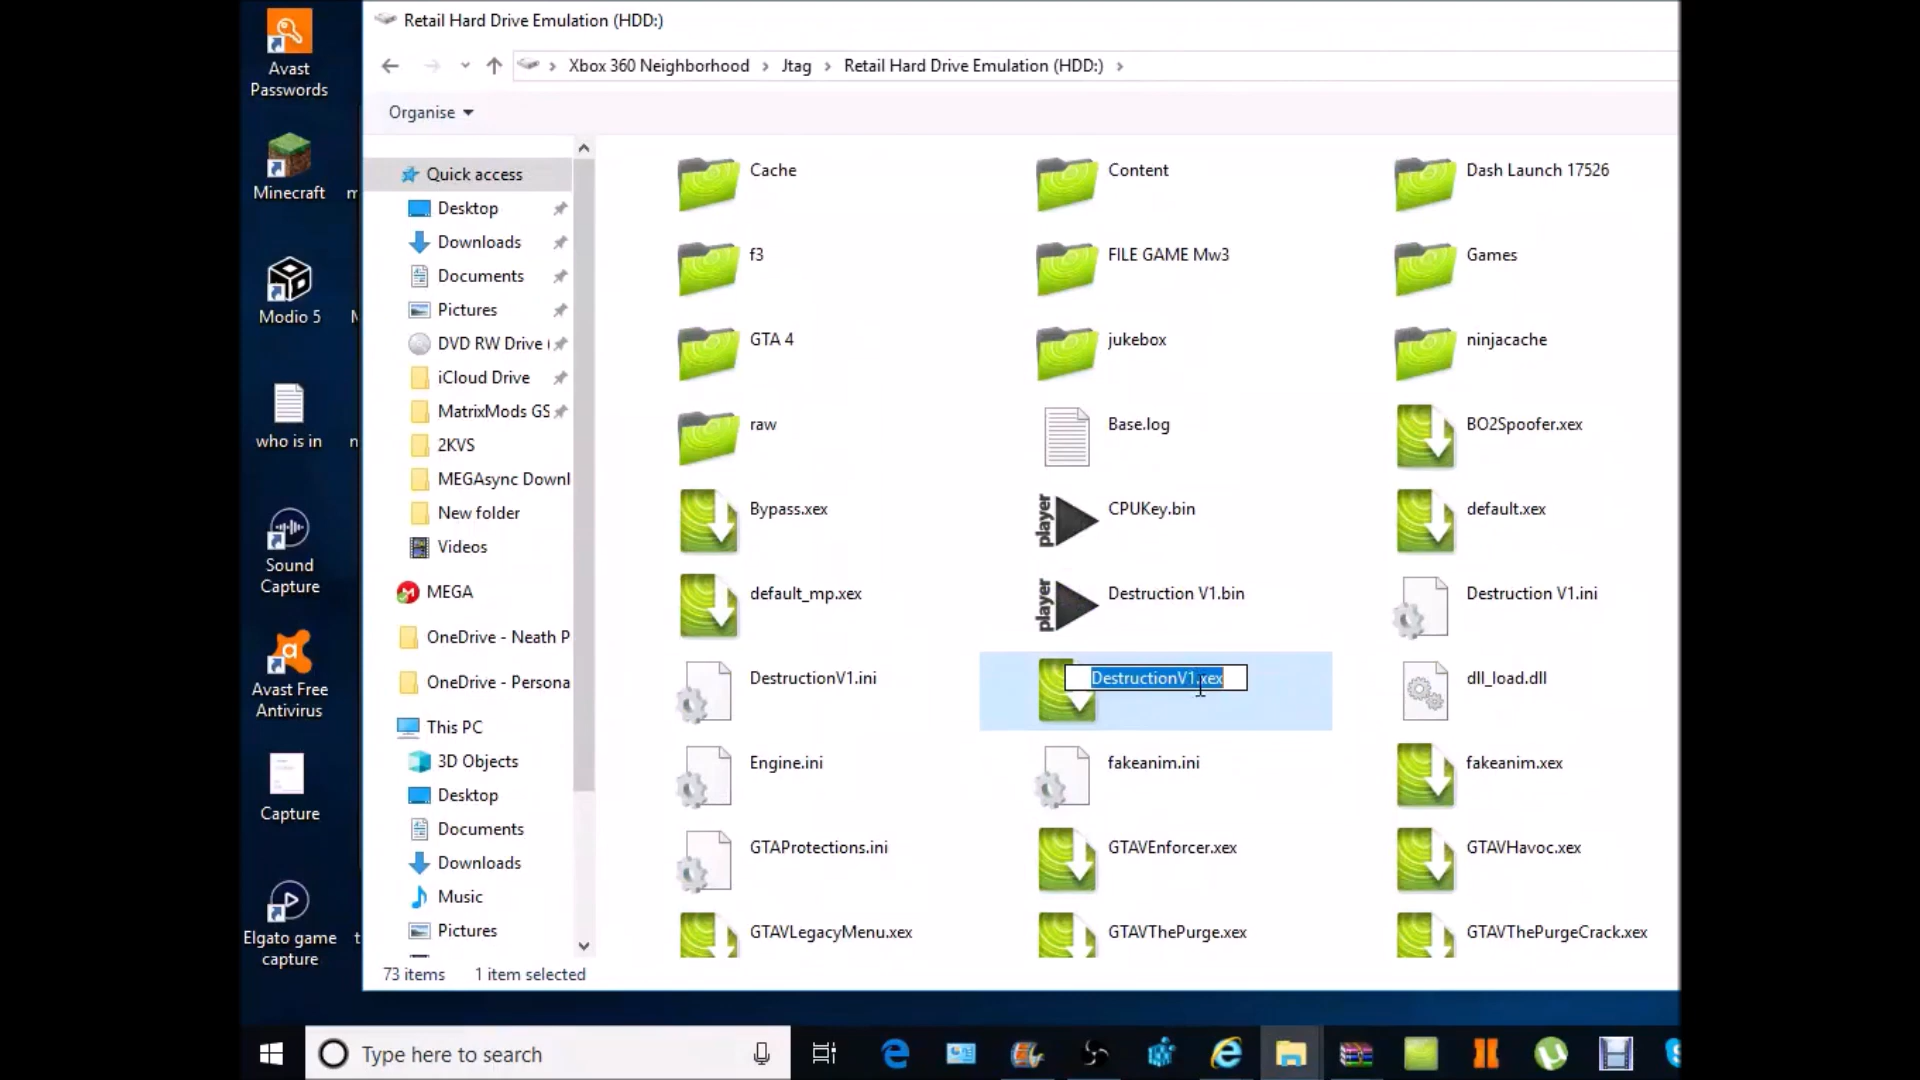 Retail Hard Drive Emulation (HDD:)
Xbox 360 Neighborhood > Jtag > Retail Hard Drive Emulation (HDD:) >
Organise
Avast
Passwords
Minecraft
Modio 5
who is in
Sound
Capture
Avast Free
Antivirus
Capture
Elgato game
capture
Quick access
Desktop
Downloads
Documents
Pictures
DVD RW Drive (
iCloud Drive
MatrixMods GS
2KVS
MEGAsync Downl
New folder
Videos
MEGA
OneDrive - Neath P
OneDrive - Persona
This PC
3D Objects
Desktop
Documents
Downloads
Music
Pictures
Cache
Content
Dash Launch 17526
f3
FILE GAME Mw3
Games
GTA 4
jukebox
ninjacache
raw
Base.log
BO2Spoofer.xex
Bypass.xex
player
CPUKey.bin
default.xex
default_mp.xex
player
Destruction V1.bin
Destruction V1.ini
DestructionV1.ini
DestructionV1.xex
dll_load.dll
Engine.ini
fakeanim.ini
fakeanim.xex
GTAProtections.ini
GTAVEnforcer.xex
GTAVHavoc.xex
GTAVLegacyMenu.xex
GTAVThePurge.xex
GTAVThePurgeCrack.xex
73 items 1 item selected
Type here to search